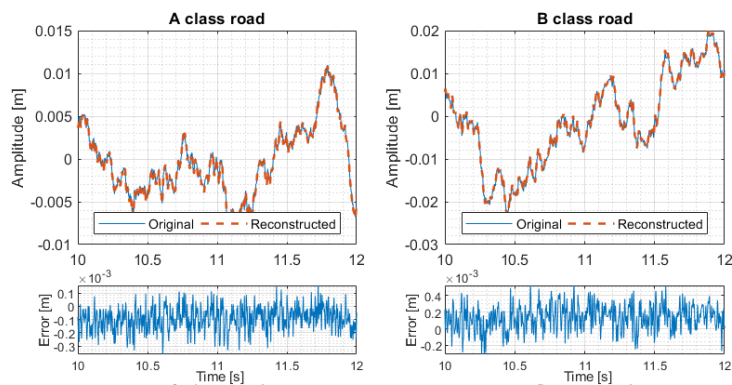 A class road
0.015
0.01
0.005
0
-0.005
-0.01
Amplitude [m]
Original Reconstructed
10 10.5 11 11.5 12
× 10⁻³
0.1
0
-0.1
-0.2
-0.3
Error [m]
10 10.5 11 11.5 12
Time [s]
B class road
0.02
0.01
0
-0.01
-0.02
-0.03
Amplitude [m]
Original Reconstructed
10 10.5 11 11.5 12
× 10⁻³
0.4
0.2
0
-0.2
Error [m]
10 10.5 11 11.5 12
Time [s]